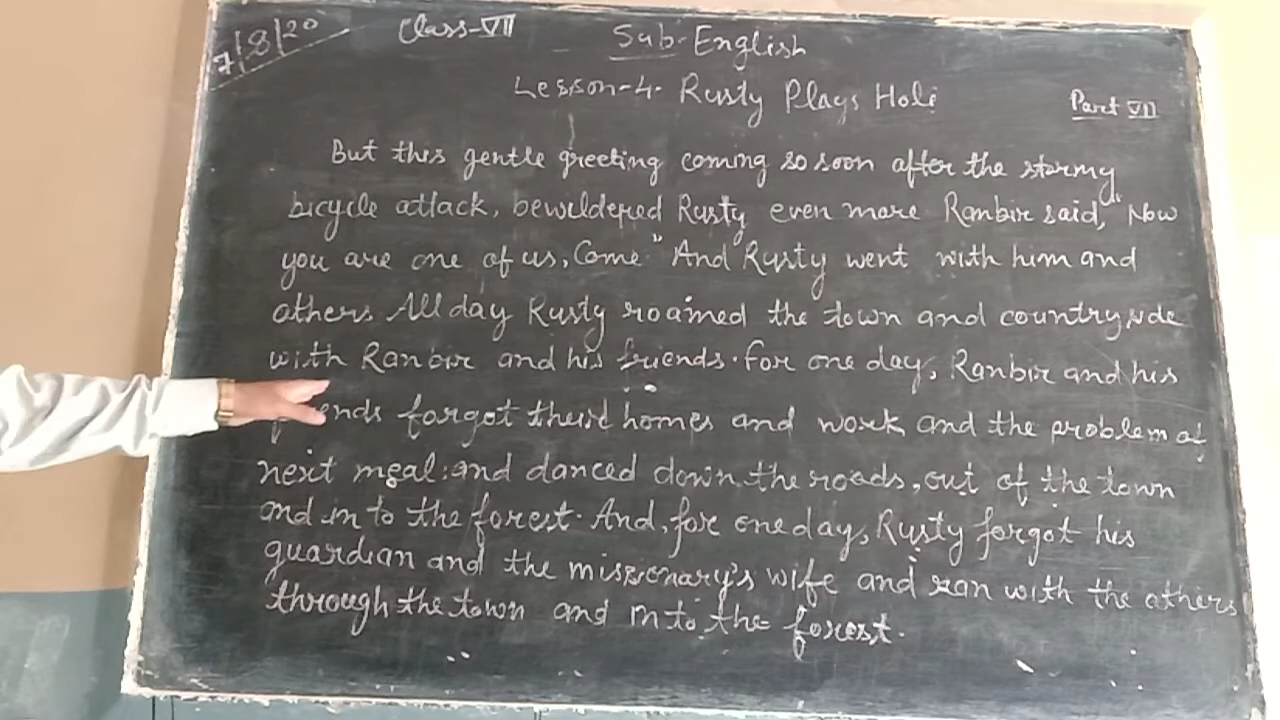 7/8/20
Class-VII
Sub-English
Lesson-4. Rusty Plays Holi
Part VII
But this gentle greeting coming so soon after the stormy
bicycle attack, bewildered Rusty even more Ranbir said, "Now
you are one of us, Come." And Rusty went with him and
others. All day Rusty roamed the town and countryside
with Ranbir and his friends. For one day, Ranbir and his
friends forgot their homes and work and the problem of
next meal. and danced down the roads, out of the town
and in to the forest. And, for one day, Rusty forgot his
guardian and the missionary's wife and ran with the others
through the town and in to the forest.